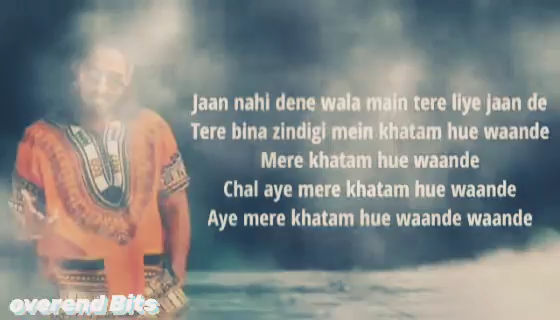 Jaan nahi dene wala main tere liye jaan de
Tere bina zindigi mein khatam hue waande
Mere khatam hue waande
Chal aye mere khatam hue waande
Aye mere khatam hue waande waande
overend Bits